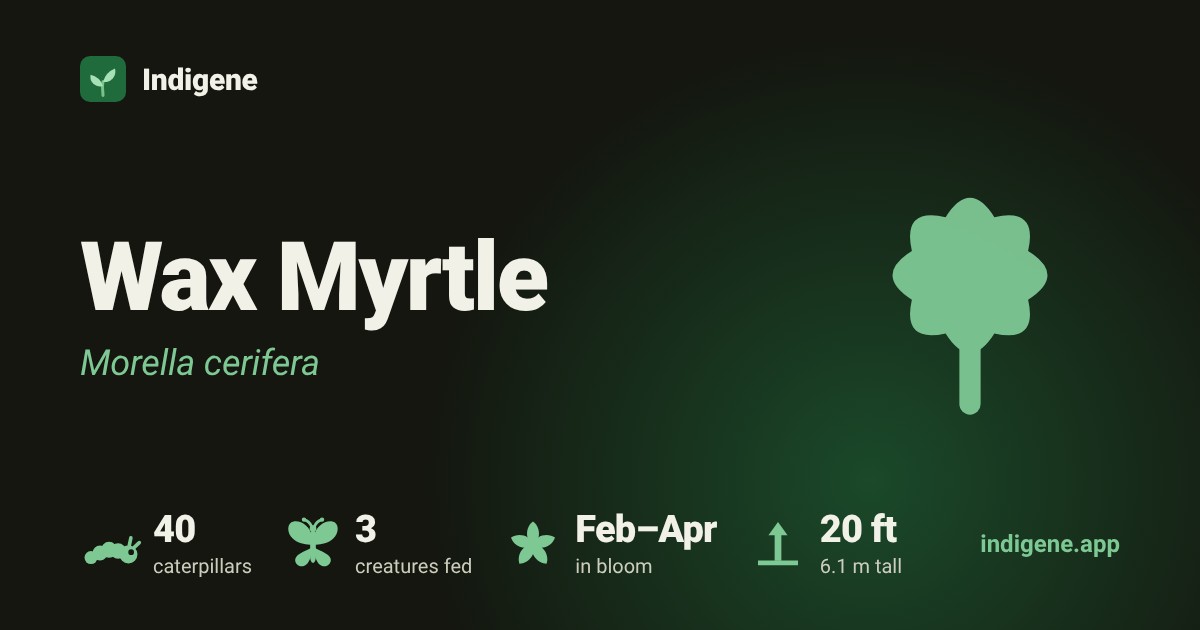 Indigene
Wax Myrtle
Morella cerifera
40
caterpillars
3
creatures fed
Feb–Apr
in bloom
20 ft
6.1 m tall
indigene.app